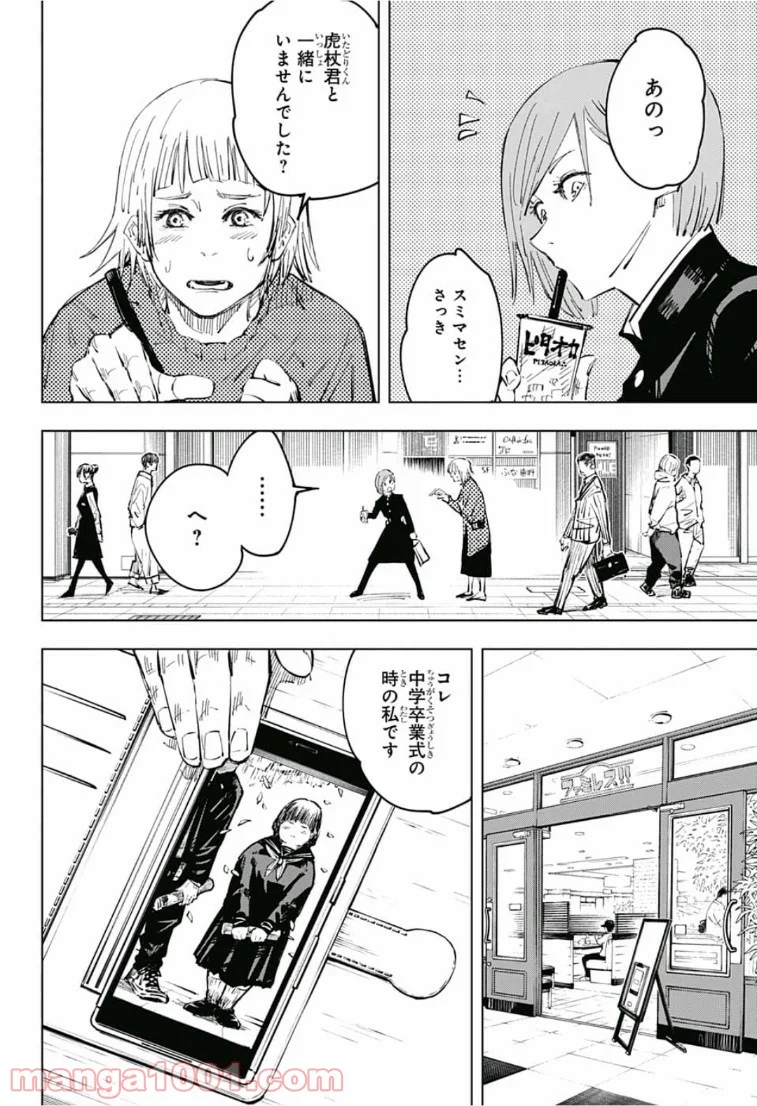 あのっ
スミマセン…
さっき
虎杖君と
一緒に
いませんでした?
ピタオカ
……
へ?
ファミレス!!
コレ
中学卒業式の
時の私です
manga1001.com